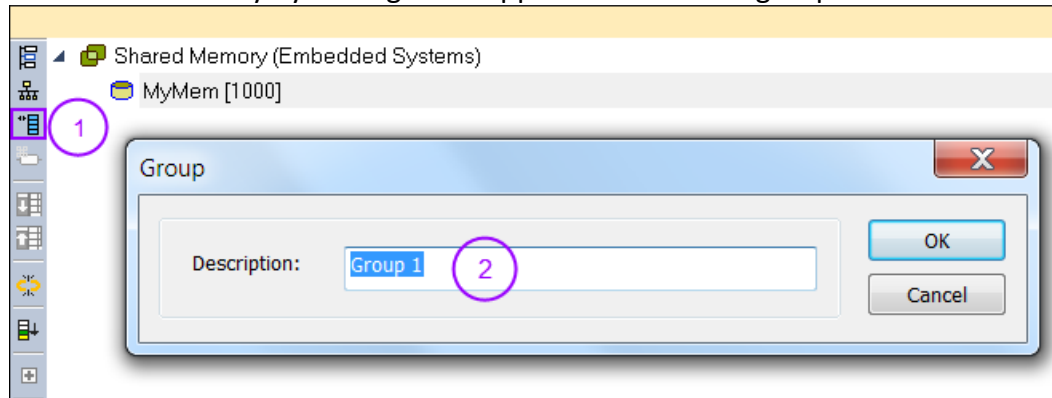 Shared Memory (Embedded Systems)
MyMem [1000]
1
Group
X
Description:
Group 1
2
OK
Cancel